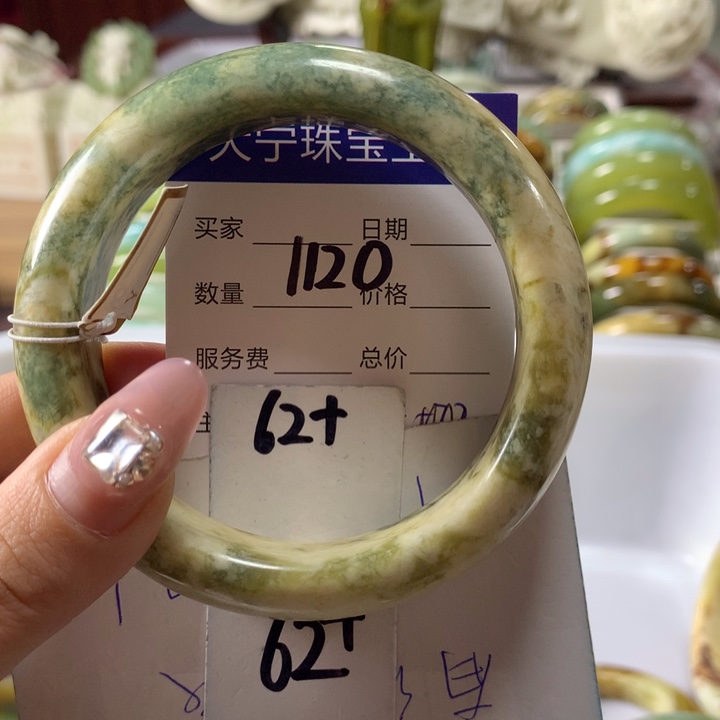 宁珠宝
买家 日期
1120
数量 价格
服务费 总价
62+
62+